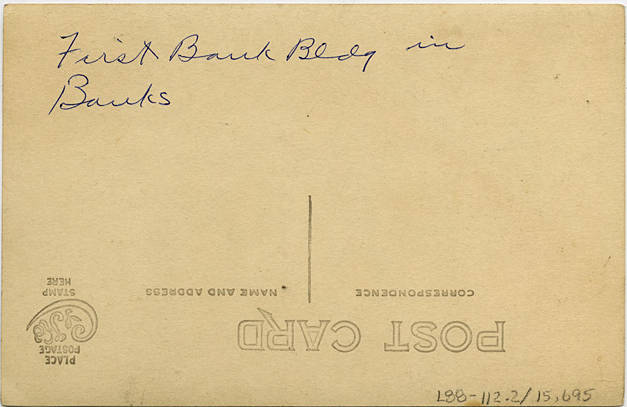 First Bank Bldg in
Banks
POST CARD
CORRESPONDENCE
NAME AND ADDRESS
PLACE
POSTAGE
STAMP
HERE
L88-112.2/15,695